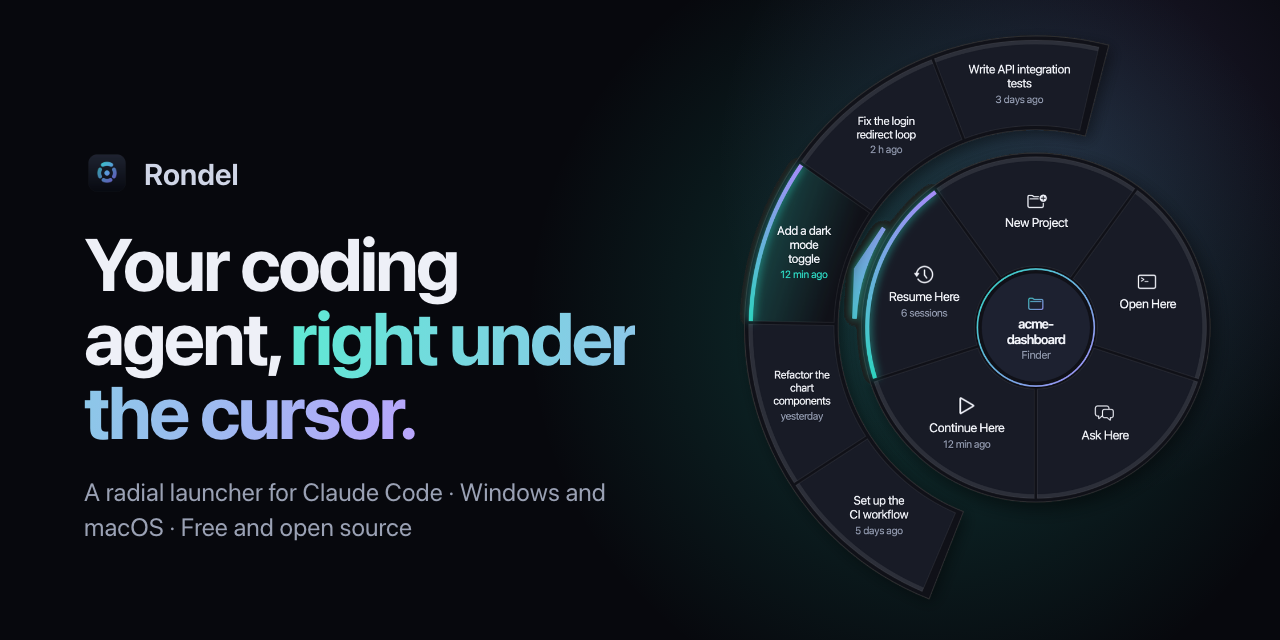 Rondel
Your coding
agent, right under
the cursor.
A radial launcher for Claude Code · Windows and
macOS · Free and open source
Write API integration
tests
3 days ago
Fix the login
redirect loop
2 h ago
Add a dark
mode
toggle
12 min ago
Refactor the
chart
components
yesterday
Set up the
CI workflow
5 days ago
New Project
Open Here
Ask Here
Continue Here
12 min ago
Resume Here
6 sessions
acme-
dashboard
Finder